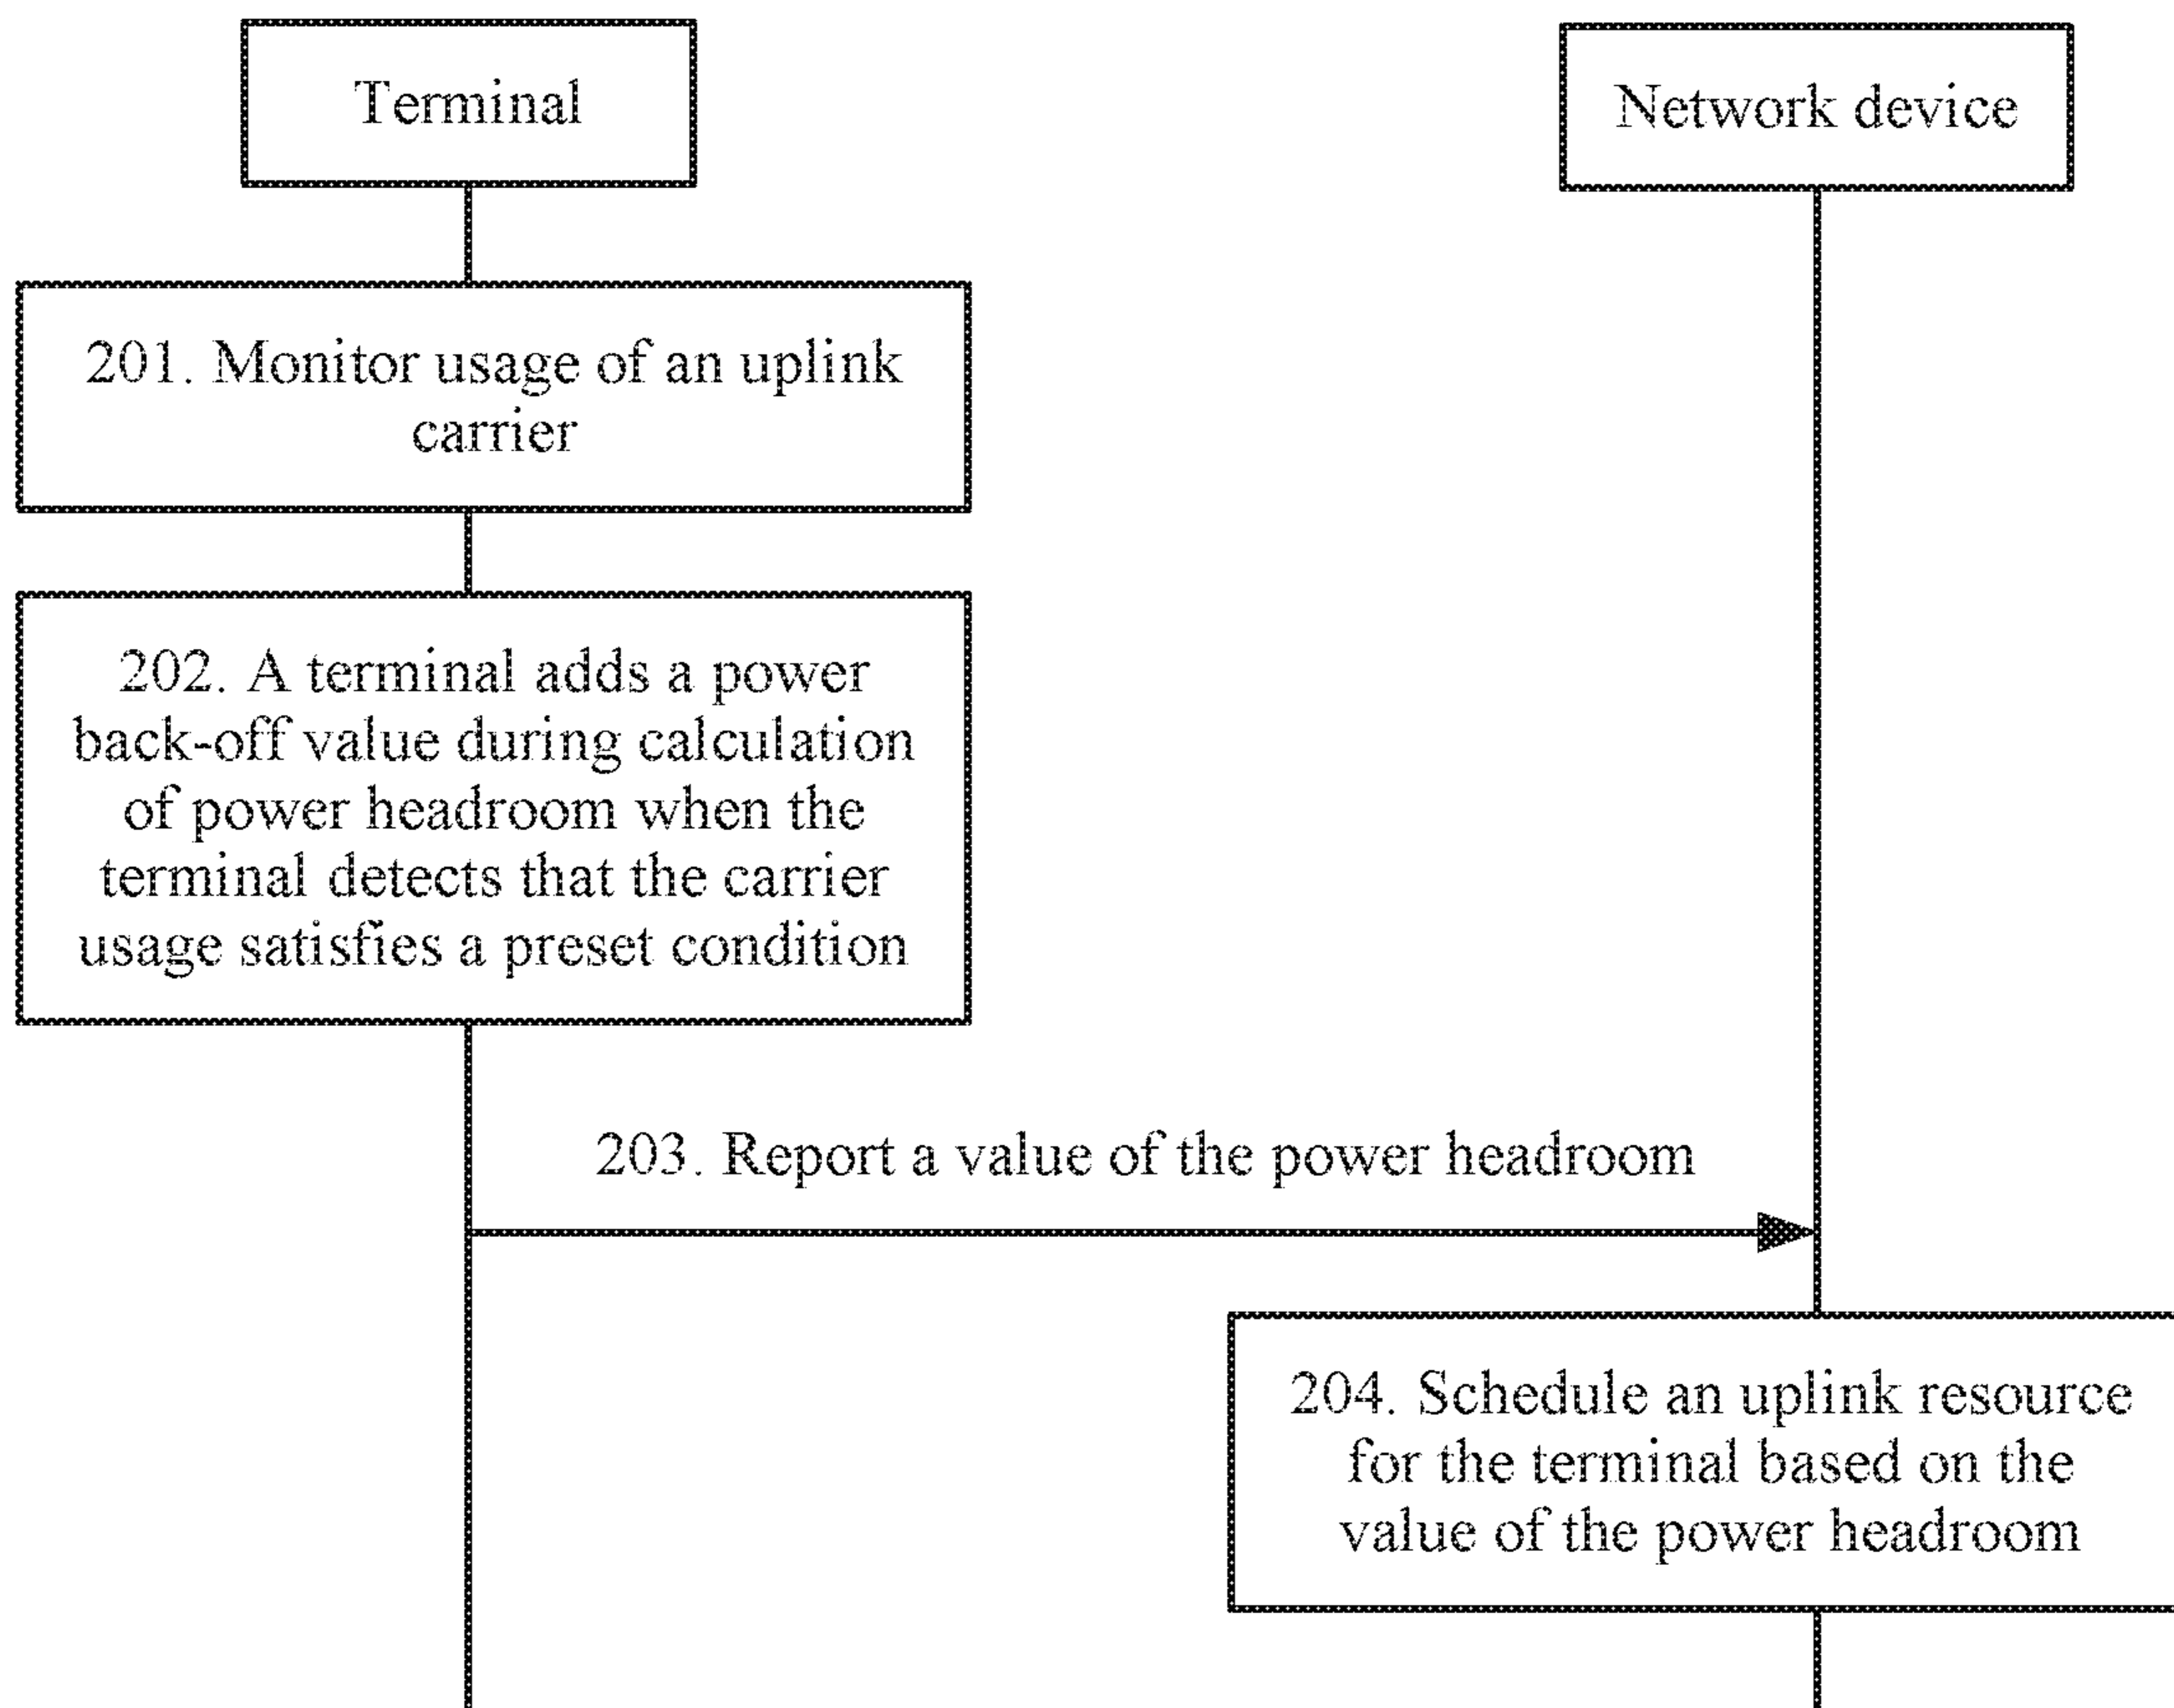 Terminal
Network device
201. Monitor usage of an uplink
carrier
202. A terminal adds a power
back-off value during calculation
of power headroom when the
terminal detects that the carrier
usage satisfies a preset condition
203. Report a value of the power headroom
204. Schedule an uplink resource
for the terminal based on the
value of the power headroom